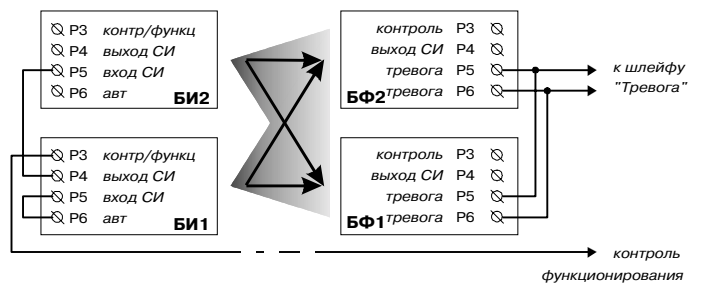 P3 контр/функц
P4 выход СИ
P5 вход СИ
P6 авт
БИ2
контроль P3
выход СИ P4
тревога P5
тревога P6
БФ2
к шлейфу
"Тревога"
P3 контр/функц
P4 выход СИ
P5 вход СИ
P6 авт
БИ1
контроль P3
выход СИ P4
тревога P5
тревога P6
БФ1
контроль
функционирования